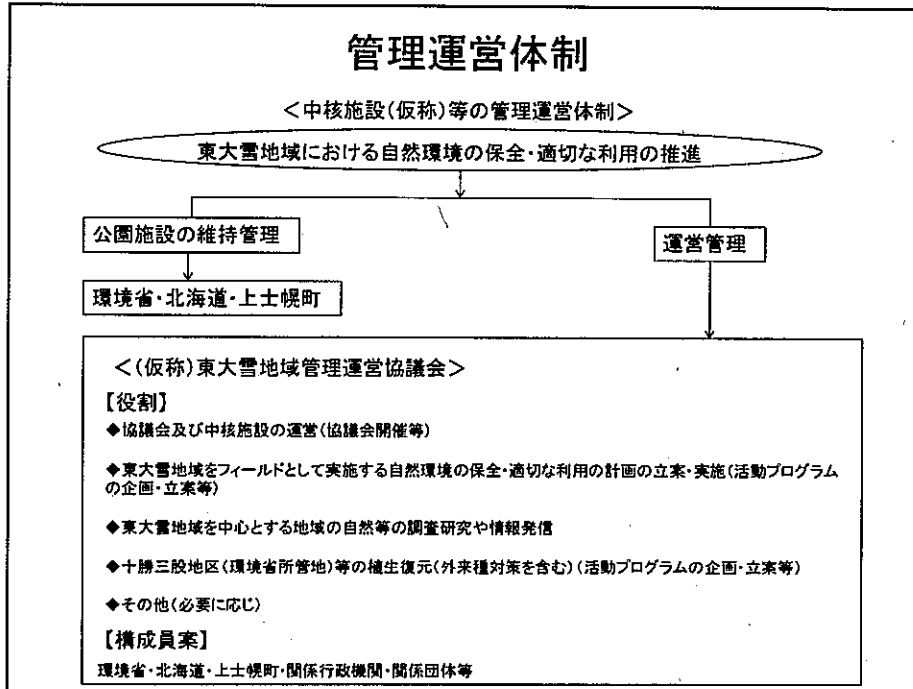 管理運営体制
＜中核施設(仮称)等の管理運営体制＞
東大雪地域における自然環境の保全・適切な利用の推進
公園施設の維持管理
運営管理
環境省・北海道・上士幌町
＜(仮称)東大雪地域管理運営協議会＞
【役割】
◆協議会及び中核施設の運営(協議会開催等)
◆東大雪地域をフィールドとして実施する自然環境の保全・適切な利用の計画の立案・実施(活動プログラム
の企画・立案等)
◆東大雪地域を中心とする地域の自然等の調査研究や情報発信
◆十勝三股地区(環境省所管地)等の植生復元(外来種対策を含む)(活動プログラムの企画・立案等)
◆その他(必要に応じ)
【構成員案】
環境省・北海道・上士幌町・関係行政機関・関係団体等